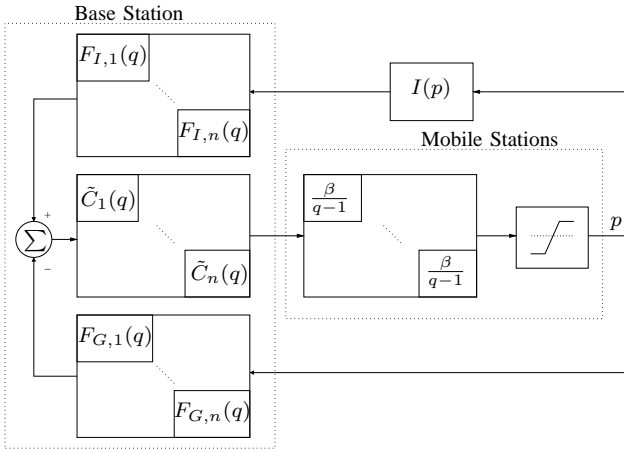 Base Station
F_{I,1}(q)
F_{I,n}(q)
I(p)
Mobile Stations
C̃_1(q)
C̃_n(q)
β/(q−1)
β/(q−1)
p
+
∑
−
F_{G,1}(q)
F_{G,n}(q)